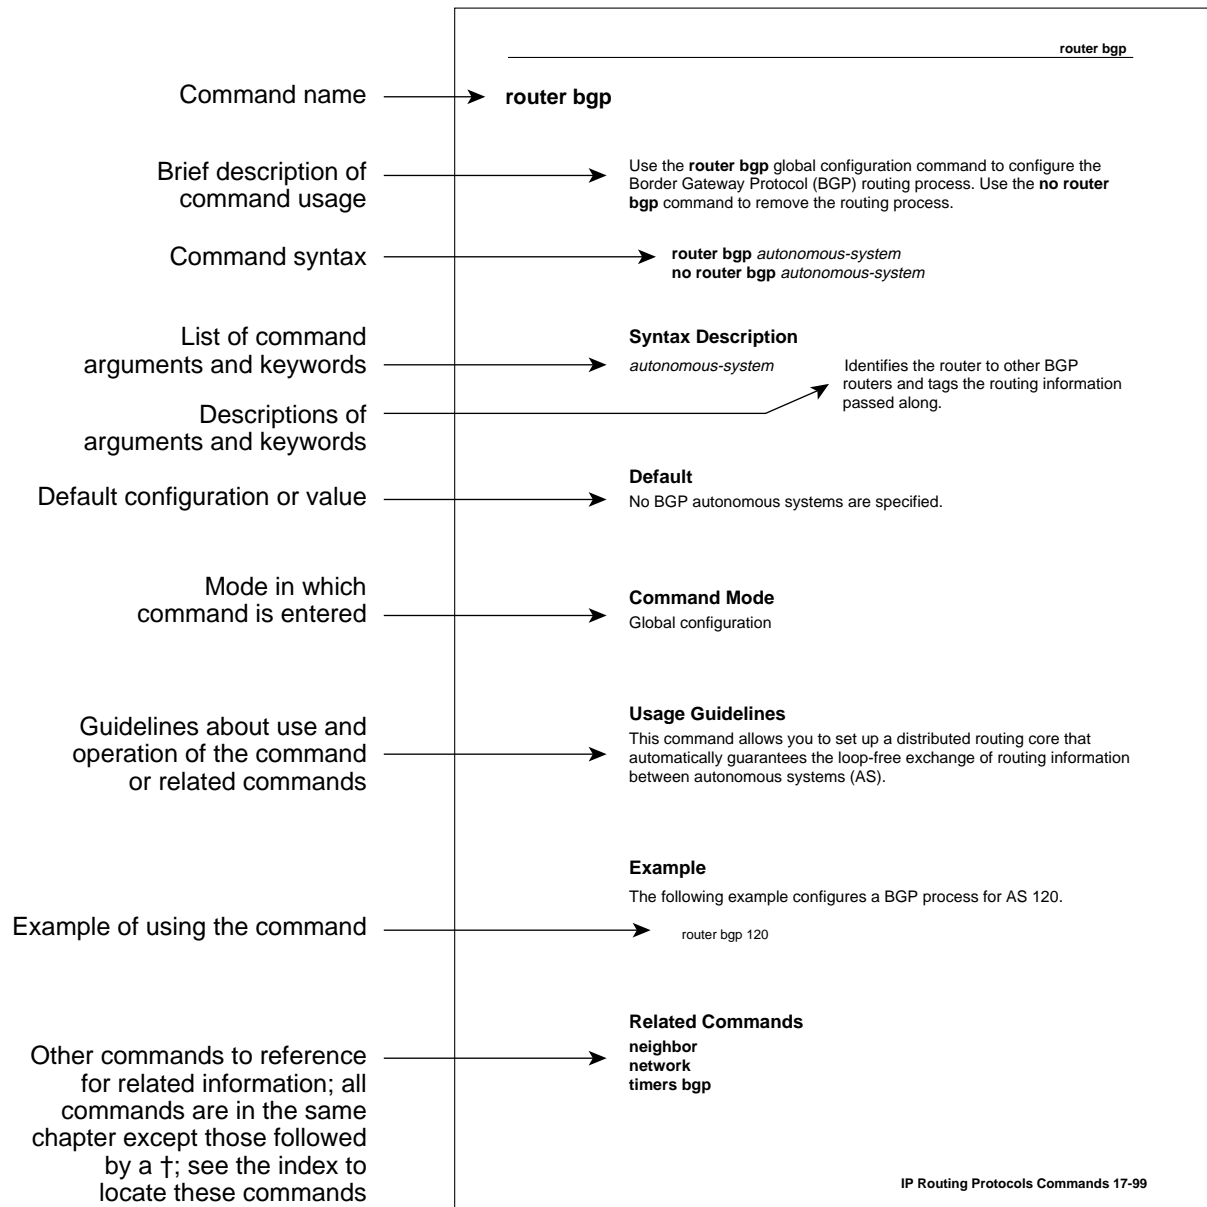 router bgp
Command name
router bgp
Brief description of
command usage
Use the router bgp global configuration command to configure the
Border Gateway Protocol (BGP) routing process. Use the no router
bgp command to remove the routing process.
Command syntax
router bgp autonomous-system
no router bgp autonomous-system
List of command
arguments and keywords
Syntax Description
autonomous-system
Identifies the router to other BGP
routers and tags the routing information
passed along.
Descriptions of
arguments and keywords
Default configuration or value
Default
No BGP autonomous systems are specified.
Mode in which
command is entered
Command Mode
Global configuration
Guidelines about use and
operation of the command
or related commands
Usage Guidelines
This command allows you to set up a distributed routing core that
automatically guarantees the loop-free exchange of routing information
between autonomous systems (AS).
Example
The following example configures a BGP process for AS 120.
Example of using the command
router bgp 120
Related Commands
neighbor
network
timers bgp
Other commands to reference
for related information; all
commands are in the same
chapter except those followed
by a †; see the index to
locate these commands
IP Routing Protocols Commands 17-99